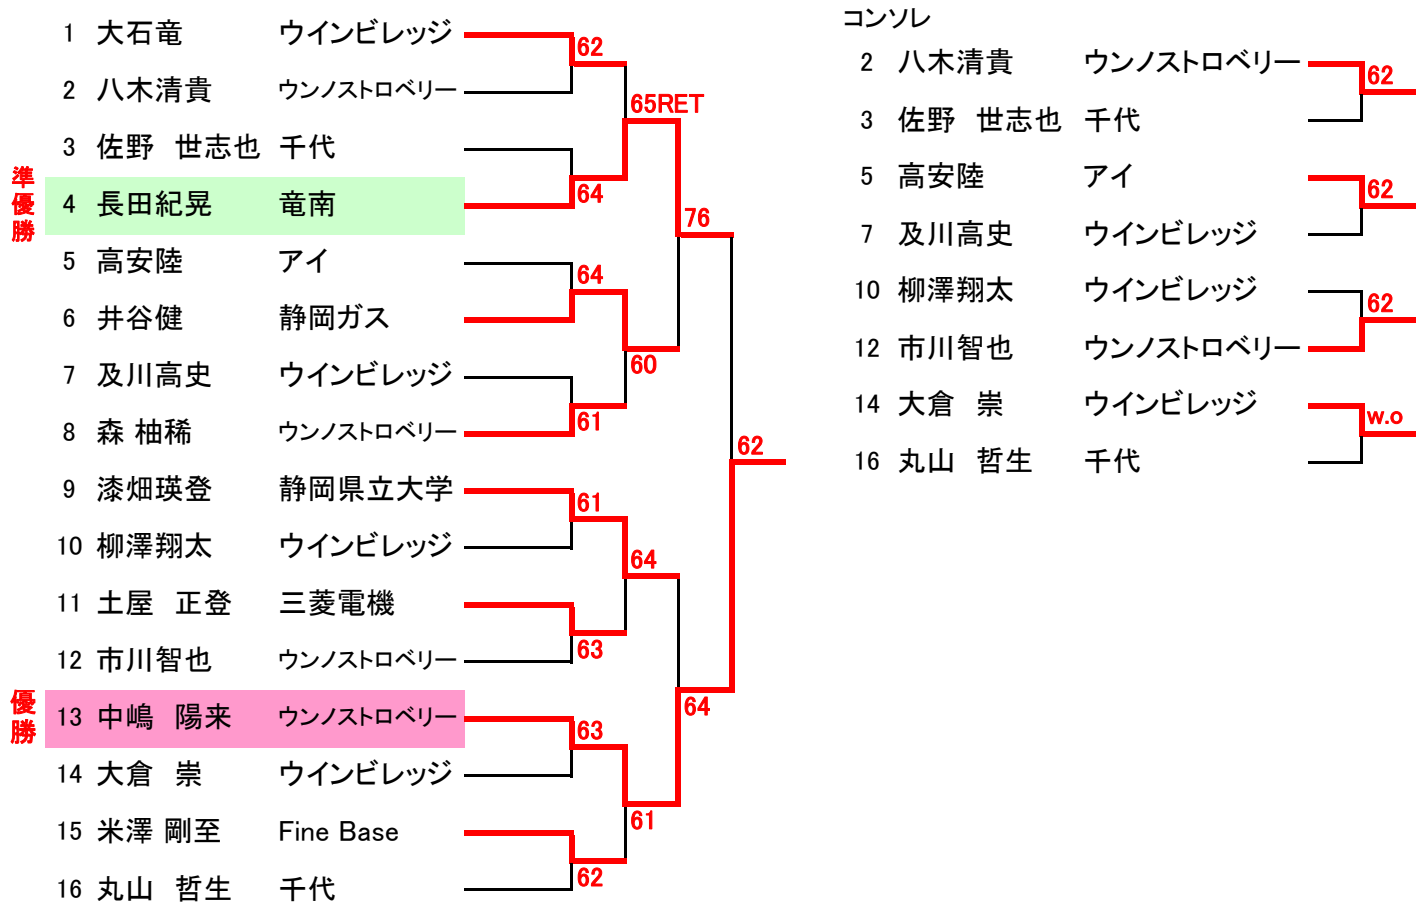 1 大石竜 ウインビレッジ
62
2 八木清貴 ウンノストロベリー
65RET
3 佐野 世志也 千代
64
準優勝
4 長田紀晃 竜南
76
5 高安陸 アイ
64
6 井谷健 静岡ガス
60
7 及川高史 ウインビレッジ
61
8 森 柚稀 ウンノストロベリー
62
9 漆畑瑛登 静岡県立大学
61
10 柳澤翔太 ウインビレッジ
64
11 土屋 正登 三菱電機
63
12 市川智也 ウンノストロベリー
優勝
13 中嶋 陽来 ウンノストロベリー
64
63
14 大倉 崇 ウインビレッジ
61
15 米澤 剛至 Fine Base
62
16 丸山 哲生 千代
コンソレ
2 八木清貴 ウンノストロベリー
62
3 佐野 世志也 千代
5 高安陸 アイ
62
7 及川高史 ウインビレッジ
10 柳澤翔太 ウインビレッジ
62
12 市川智也 ウンノストロベリー
14 大倉 崇 ウインビレッジ
w.o
16 丸山 哲生 千代